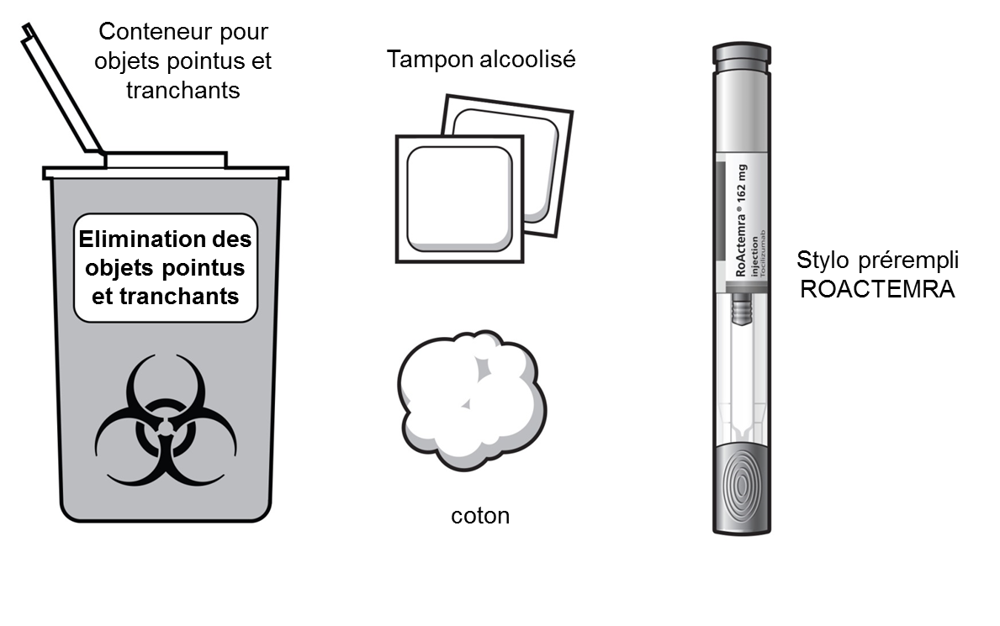 Conteneur pour
objets pointus et
tranchants
Tampon alcoolisé
Elimination des
objets pointus
et tranchants
RoActemra® 162 mg
injection
Tocilizumab
Stylo prérempli
ROACTEMRA
coton